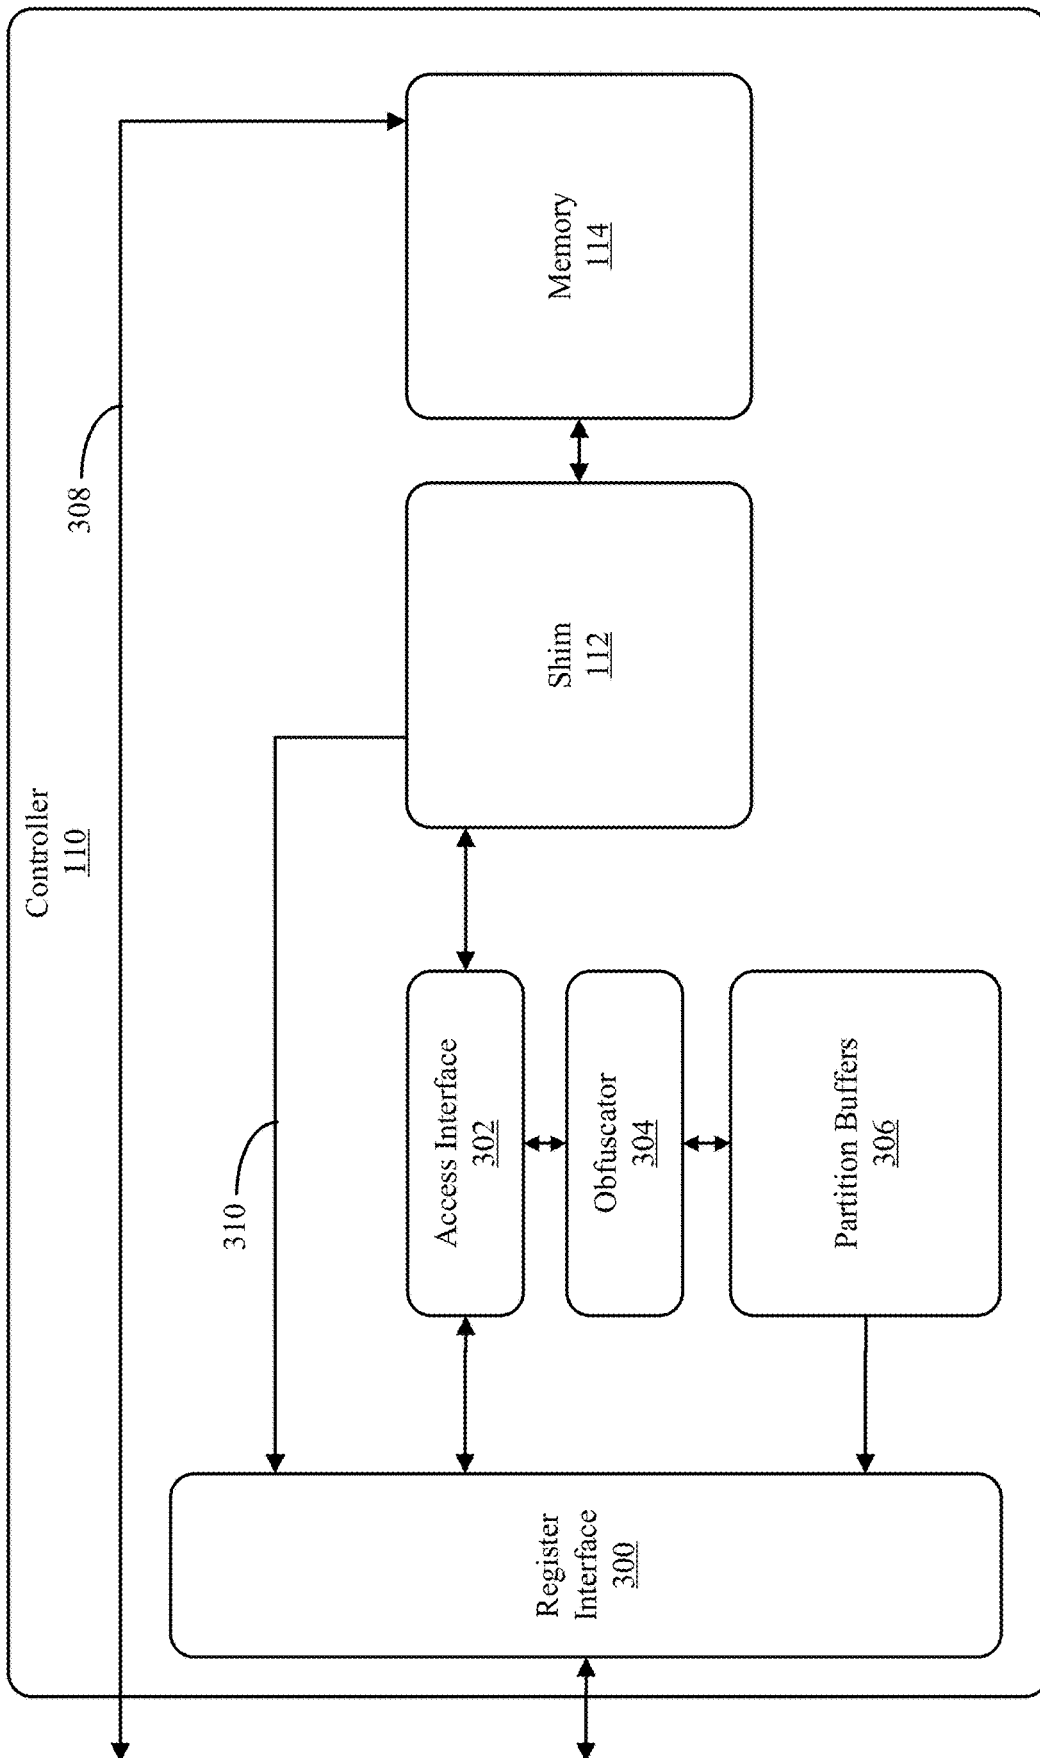 Controller
110
308
310
Register
Interface
300
Access Interface
302
Obfuscator
304
Partition Buffers
306
Shim
112
Memory
114